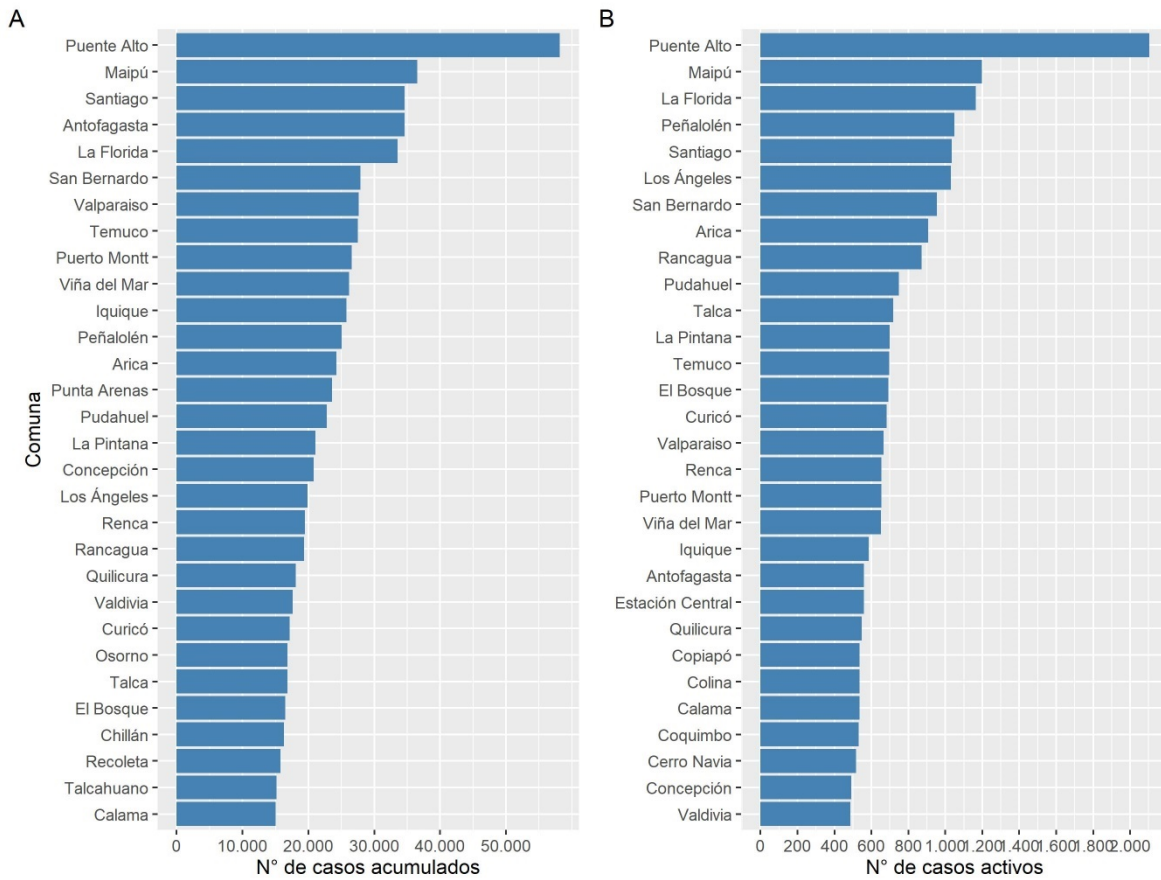 A
Puente Alto
Maipú
Santiago
Antofagasta
La Florida
San Bernardo
Valparaiso
Temuco
Puerto Montt
Viña del Mar
Iquique
Peñalolén
Arica
Punta Arenas
Pudahuel
La Pintana
Concepción
Los Ángeles
Renca
Rancagua
Quilicura
Valdivia
Curicó
Osorno
Talca
El Bosque
Chillán
Recoleta
Talcahuano
Calama
Comuna
0 10.000 20.000 30.000 40.000 50.000
N° de casos acumulados
B
Puente Alto
Maipú
La Florida
Peñalolén
Santiago
Los Ángeles
San Bernardo
Arica
Rancagua
Pudahuel
Talca
La Pintana
Temuco
El Bosque
Curicó
Valparaiso
Renca
Puerto Montt
Viña del Mar
Iquique
Antofagasta
Estación Central
Quilicura
Copiapó
Colina
Calama
Coquimbo
Cerro Navia
Concepción
Valdivia
0 200 400 600 800 1.000 1.200 1.400 1.600 1.800 2.000
N° de casos activos